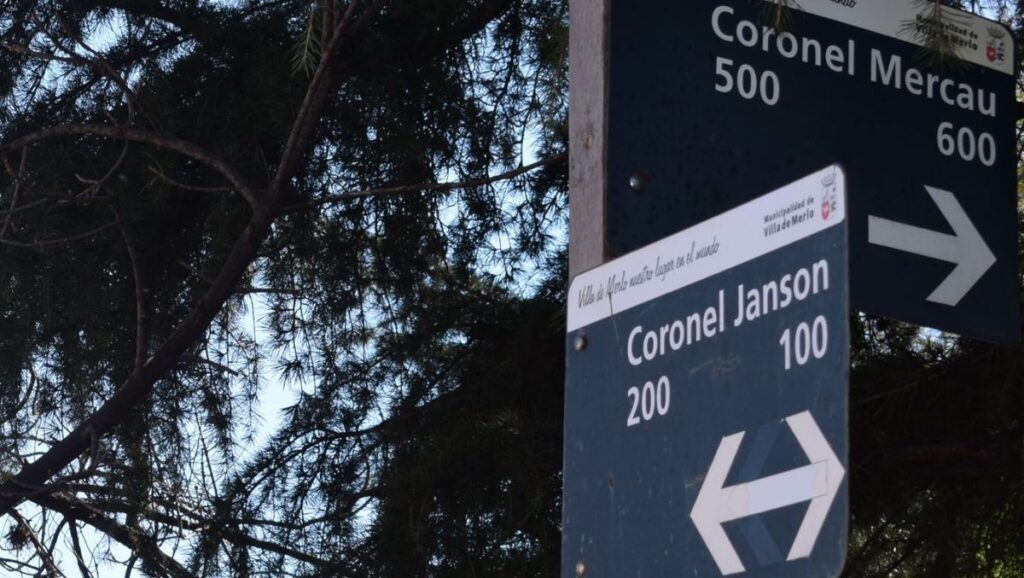 Coronel Mercau
500
600
Villa de Merlo nuestro lugar en el mundo
Municipalidad de
Villa de Merlo
Coronel Janson
200
100